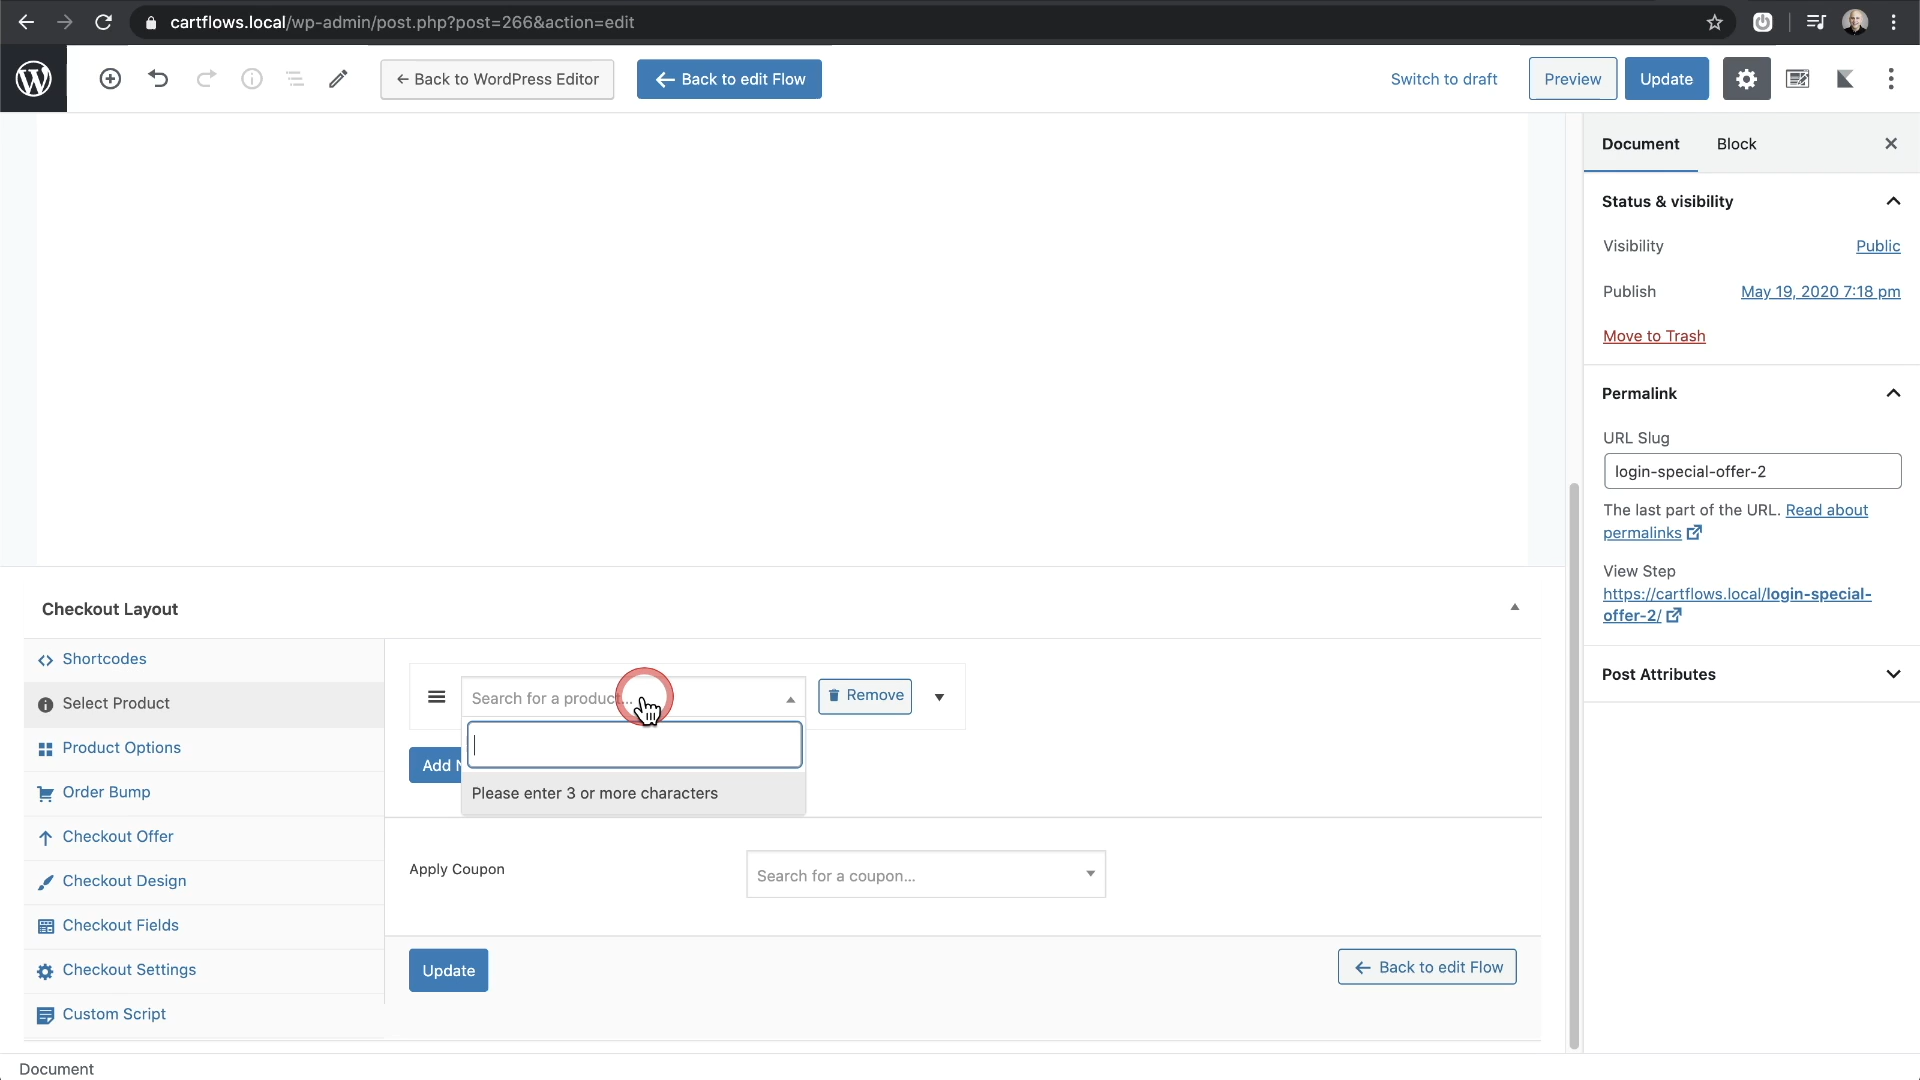 cartflows.local/wp-admin/post.php?post=266&action=edit
← Back to WordPress Editor
← Back to edit Flow
Switch to draft
Preview
Update
Document
Block
Status & visibility
Visibility
Public
Publish
May 19, 2020 7:18 pm
Move to Trash
Permalink
URL Slug
login-special-offer-2
The last part of the URL. Read about
permalinks
View Step
https://cartflows.local/login-special-
offer-2/
Post Attributes
Checkout Layout
Shortcodes
Select Product
Product Options
Order Bump
Checkout Offer
Checkout Design
Checkout Fields
Checkout Settings
Custom Script
Search for a product...
Remove
Add
Please enter 3 or more characters
Apply Coupon
Search for a coupon...
Update
← Back to edit Flow
Document